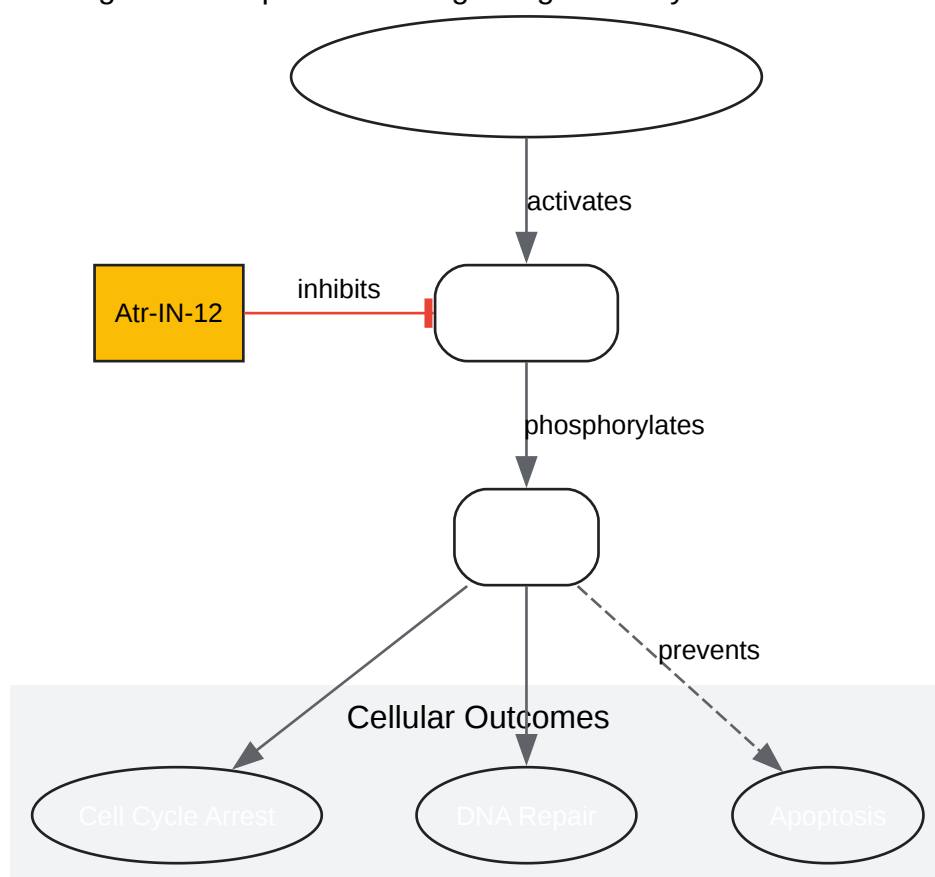 activates
inhibits
Atr-IN-12
phosphorylates
prevents
Cellular Outcomes
Cell Cycle Arrest
DNA Repair
Apoptosis